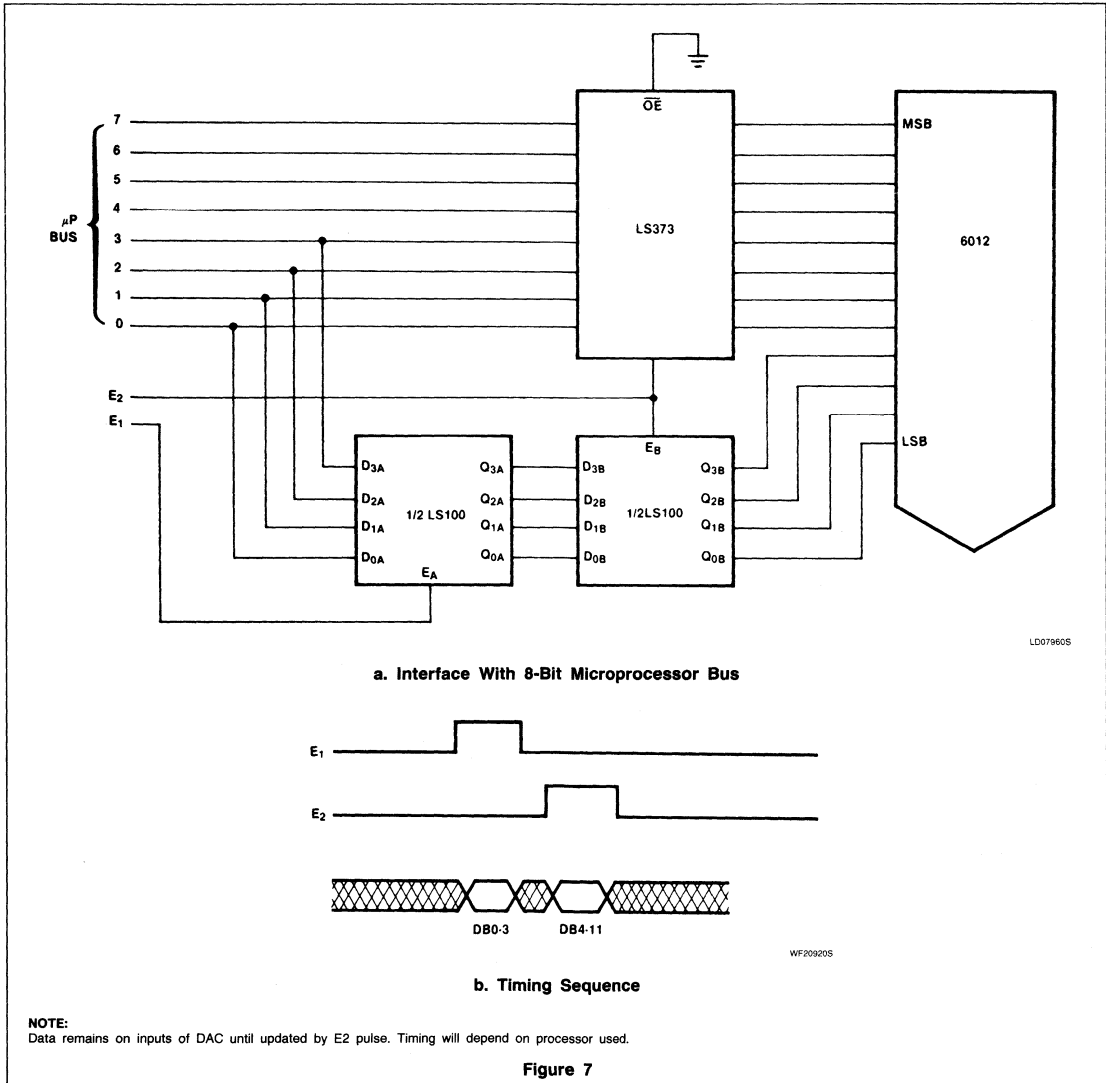 OE
7
MSB
6
5
4
μP
BUS
LS373
3
6012
2
1
0
E2
E1
EB
LSB
D3A
Q3A
D3B
Q3B
D2A
Q2A
D2B
Q2B
1/2 LS100
1/2LS100
D1A
Q1A
D1B
Q1B
D0A
Q0A
D0B
Q0B
EA
LD07960S
a. Interface With 8-Bit Microprocessor Bus
E1
E2
DB0-3
DB4-11
WF20920S
b. Timing Sequence
NOTE:
Data remains on inputs of DAC until updated by E2 pulse. Timing will depend on processor used.
Figure 7